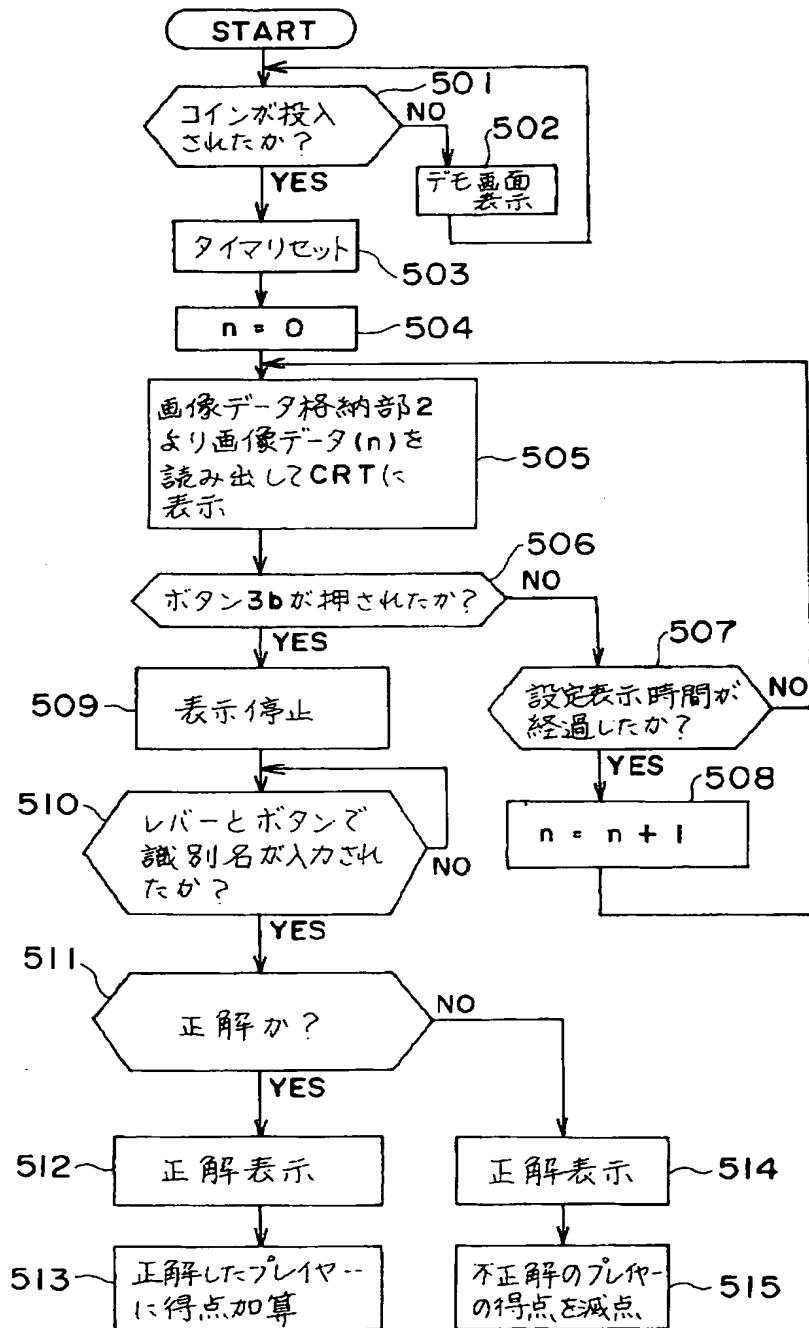 START
501
コインが投入
されたか?
NO
502
デモ画面
表示
YES
タイマリセット
503
n = 0
504
画像データ格納部2
より画像データ(n)を
読み出してCRTに
表示
505
506
ボタン3bが押されたか?
NO
YES
507
設定表示時間が
経過したか?
NO
YES
508
n = n + 1
509
表示停止
510
レバーとボタンで
識別名が入力され
たか?
NO
YES
511
正解か?
NO
YES
512
正解表示
正解表示
514
513
正解したプレイヤー
に得点加算
不正解のプレイヤー
の得点を減点
515